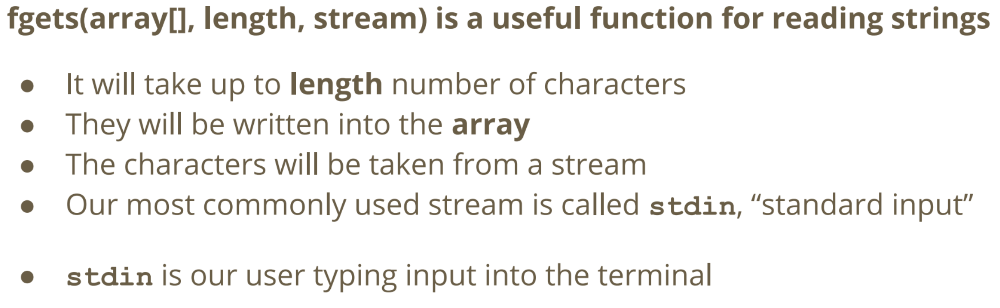 fgets(array[], length, stream) is a useful function for reading strings
● It will take up to length number of characters
● They will be written into the array
● The characters will be taken from a stream
● Our most commonly used stream is called stdin, “standard input”
● stdin is our user typing input into the terminal